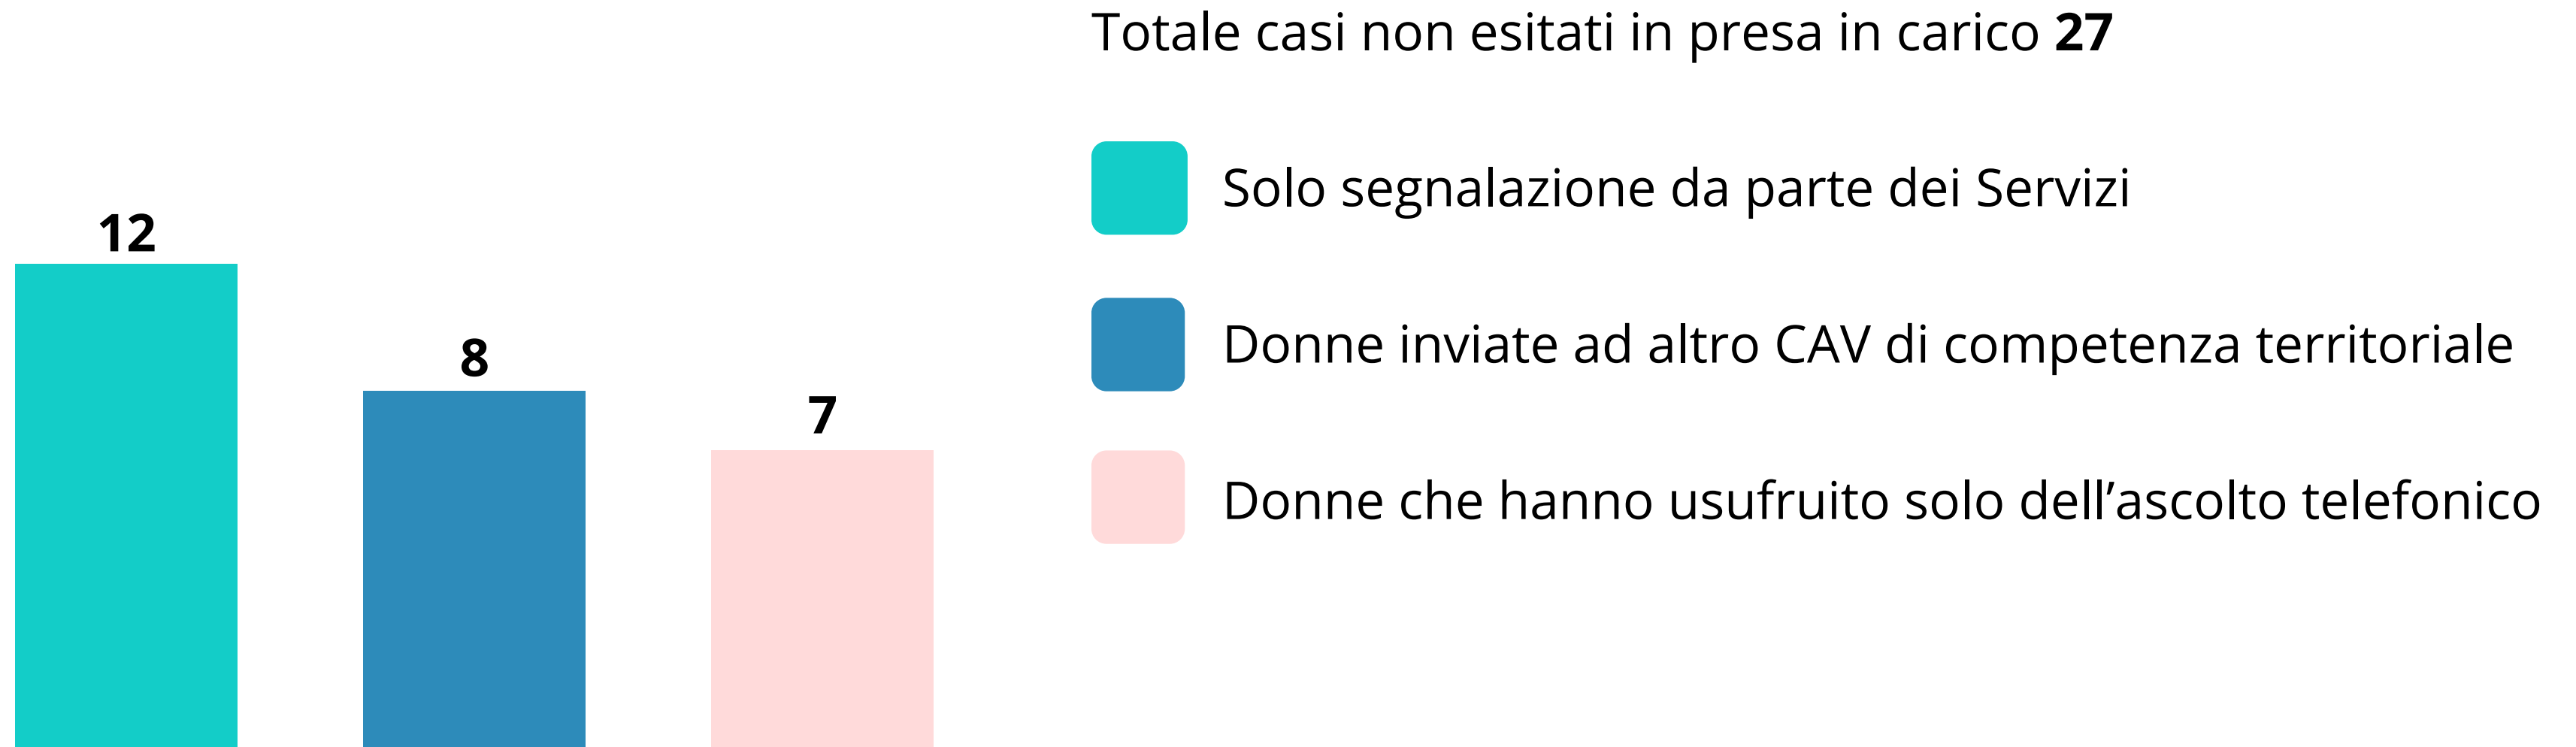 Totale casi non esitati in presa in carico 27
Solo segnalazione da parte dei Servizi
Donne inviate ad altro CAV di competenza territoriale
Donne che hanno usufruito solo dell’ascolto telefonico
12
8
7